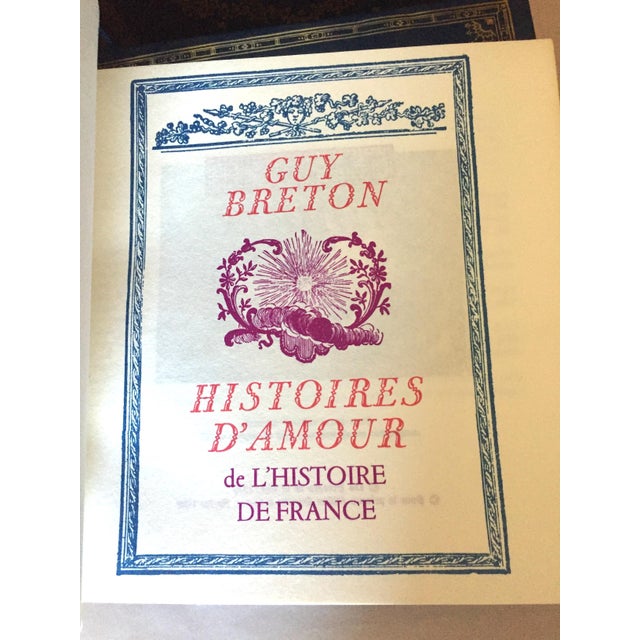 GUY
BRETON
HISTOIRES
D'AMOUR
de L'HISTOIRE
DE FRANCE